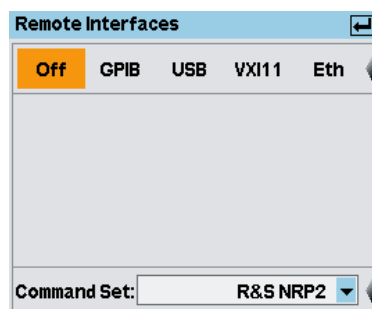 Remote Interfaces
Off GPIB USB VXI11 Eth
Command Set: R&S NRP2